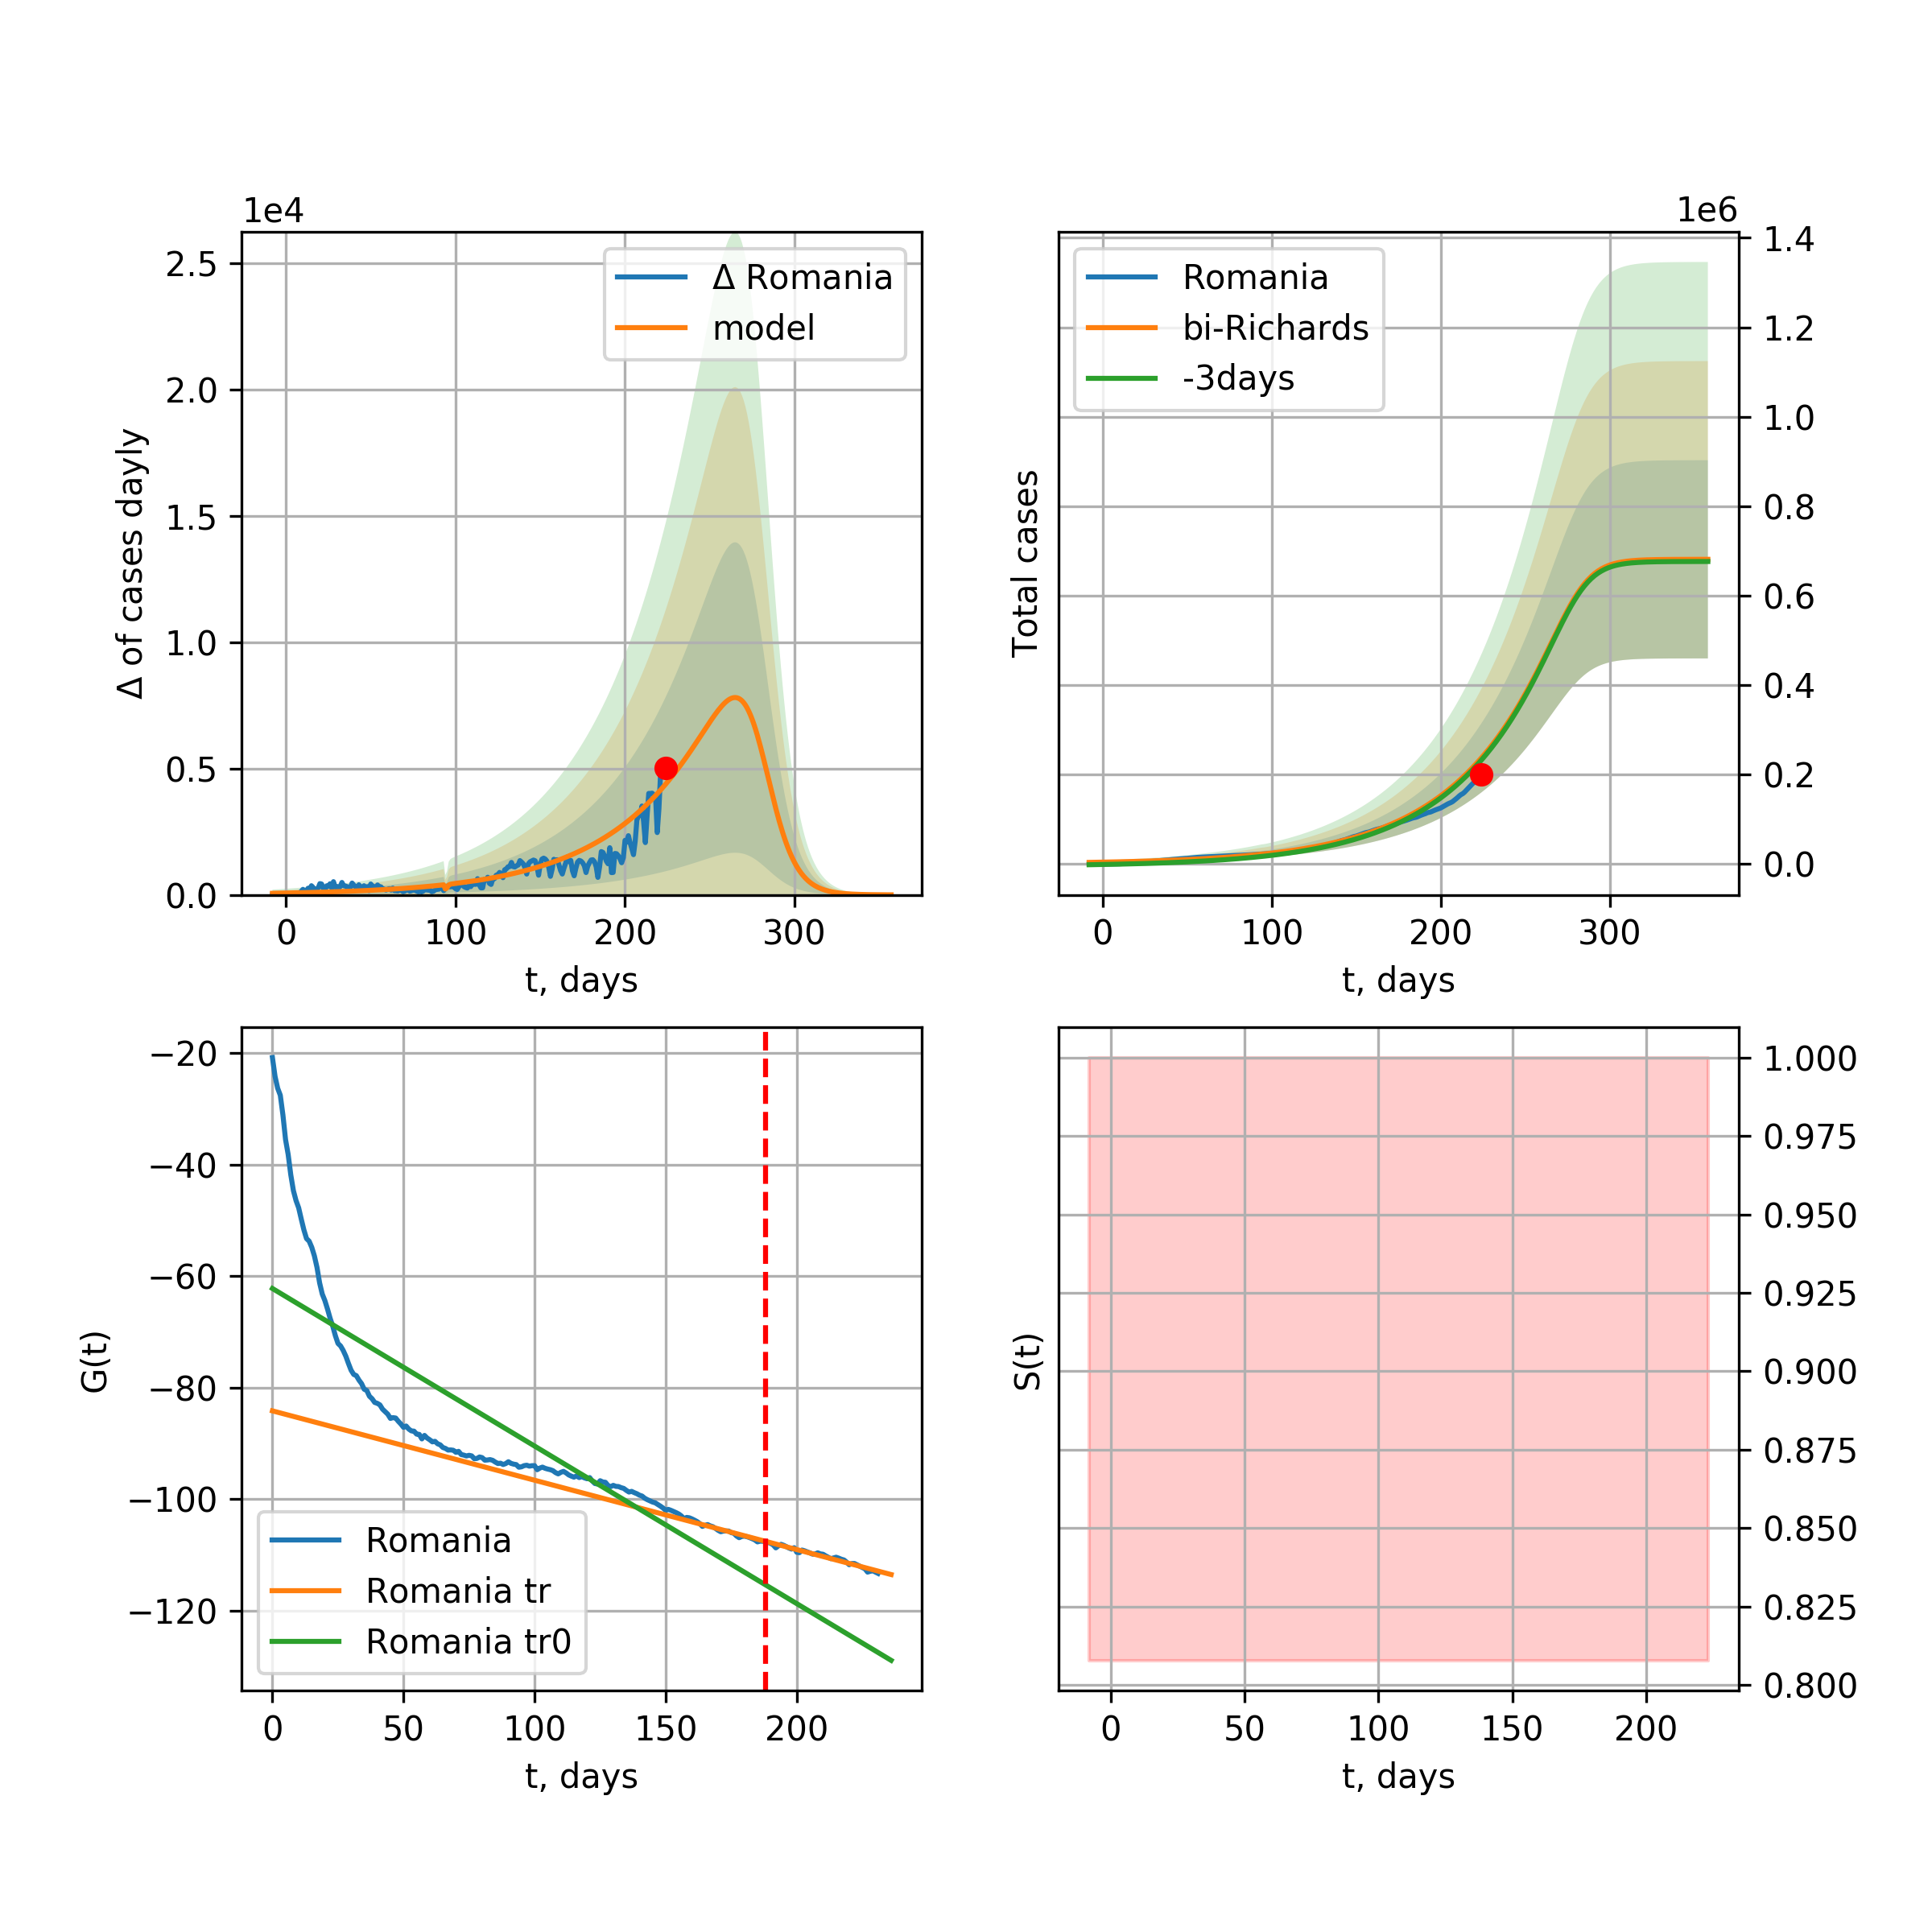 1e4
2.5
2.0
1.5
1.0
0.5
0.0
Δ of cases dayly
Δ Romania
model
0 100 200 300
t, days
1e6
1.4
1.2
1.0
0.8
0.6
0.4
0.2
0.0
Total cases
Romania
bi-Richards
-3days
0 100 200 300
t, days
−20
−40
−60
−80
−100
−120
G(t)
Romania
Romania tr
Romania tr0
0 50 100 150 200
t, days
1.000
0.975
0.950
0.925
0.900
0.875
0.850
0.825
0.800
S(t)
0 50 100 150 200
t, days